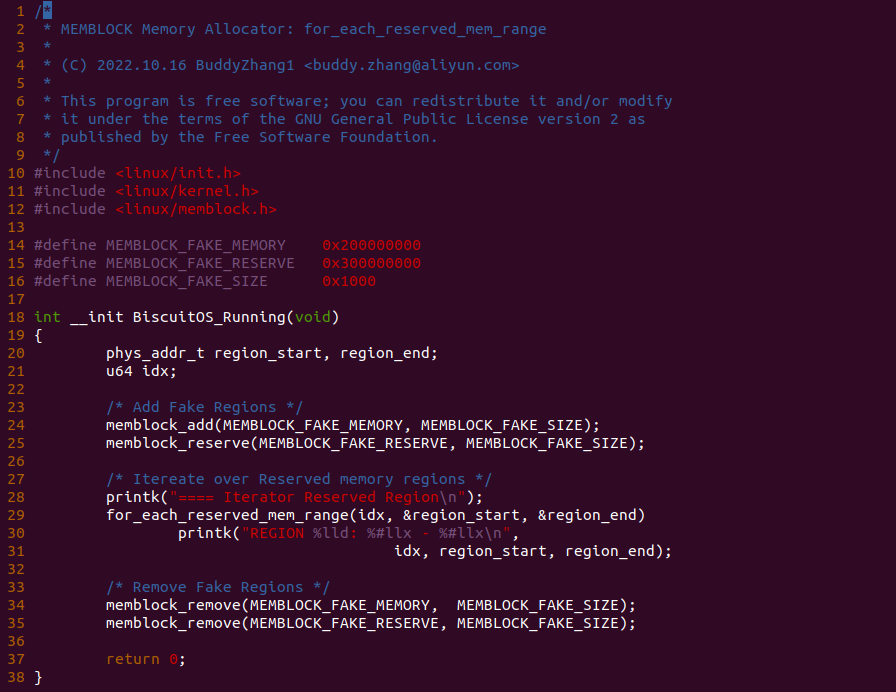 1 /*
2  * MEMBLOCK Memory Allocator: for_each_reserved_mem_range
3  *
4  * (C) 2022.10.16 BuddyZhang1 <buddy.zhang@aliyun.com>
5  *
6  * This program is free software; you can redistribute it and/or modify
7  * it under the terms of the GNU General Public License version 2 as
8  * published by the Free Software Foundation.
9  */
10 #include <linux/init.h>
11 #include <linux/kernel.h>
12 #include <linux/memblock.h>
13
14 #define MEMBLOCK_FAKE_MEMORY    0x200000000
15 #define MEMBLOCK_FAKE_RESERVE   0x300000000
16 #define MEMBLOCK_FAKE_SIZE      0x1000
17
18 int __init BiscuitOS_Running(void)
19 {
20         phys_addr_t region_start, region_end;
21         u64 idx;
22
23         /* Add Fake Regions */
24         memblock_add(MEMBLOCK_FAKE_MEMORY, MEMBLOCK_FAKE_SIZE);
25         memblock_reserve(MEMBLOCK_FAKE_RESERVE, MEMBLOCK_FAKE_SIZE);
26
27         /* Itereate over Reserved memory regions */
28         printk("==== Iterator Reserved Region\n");
29         for_each_reserved_mem_range(idx, &region_start, &region_end)
30                 printk("REGION %lld: %#llx - %#llx\n",
31                                         idx, region_start, region_end);
32
33         /* Remove Fake Regions */
34         memblock_remove(MEMBLOCK_FAKE_MEMORY,  MEMBLOCK_FAKE_SIZE);
35         memblock_remove(MEMBLOCK_FAKE_RESERVE, MEMBLOCK_FAKE_SIZE);
36
37         return 0;
38 }